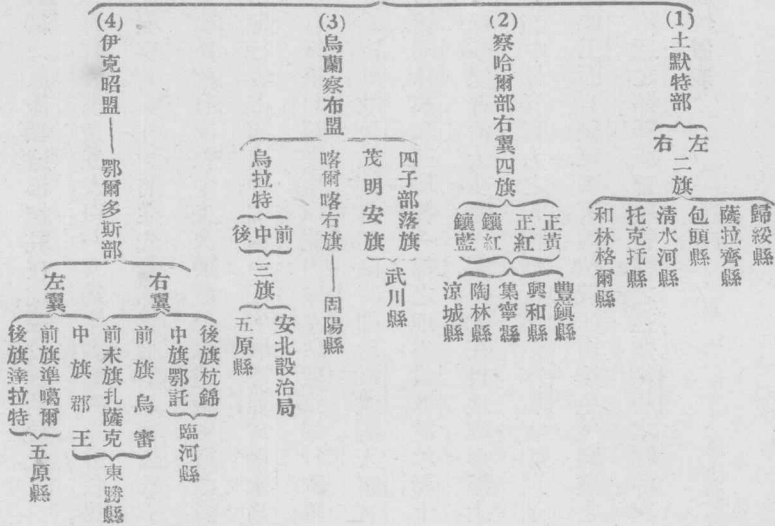 (1)土默特部
左右二旗
歸綏縣
薩拉齊縣
包頭縣
清水河縣
托克托縣
和林格爾縣
(2)察哈爾部右翼四旗
正黃
正紅
鑲紅
鑲藍
豐鎮縣
興和縣
集寧縣
陶林縣
涼城縣
(3)烏蘭察布盟
四子部落旗
茂明安旗
武川縣
喀爾喀右旗——固陽縣
烏拉特
前中後
三旗
安北設治局
五原縣
(4)伊克昭盟——鄂爾多斯部
右翼
後旗杭錦
中旗鄂託
臨河縣
前旗烏審
前末旗扎薩克
左翼
中旗郡王
東勝縣
前旗準噶爾
後旗達拉特
五原縣